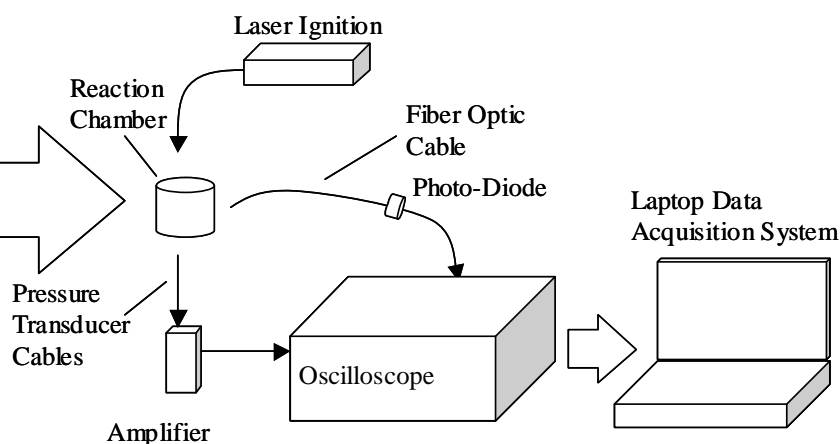 Laser Ignition
Reaction
Chamber
Fiber Optic
Cable
Photo-Diode
Laptop Data
Acquisition System
Pressure
Transducer
Cables
Oscilloscope
Amplifier